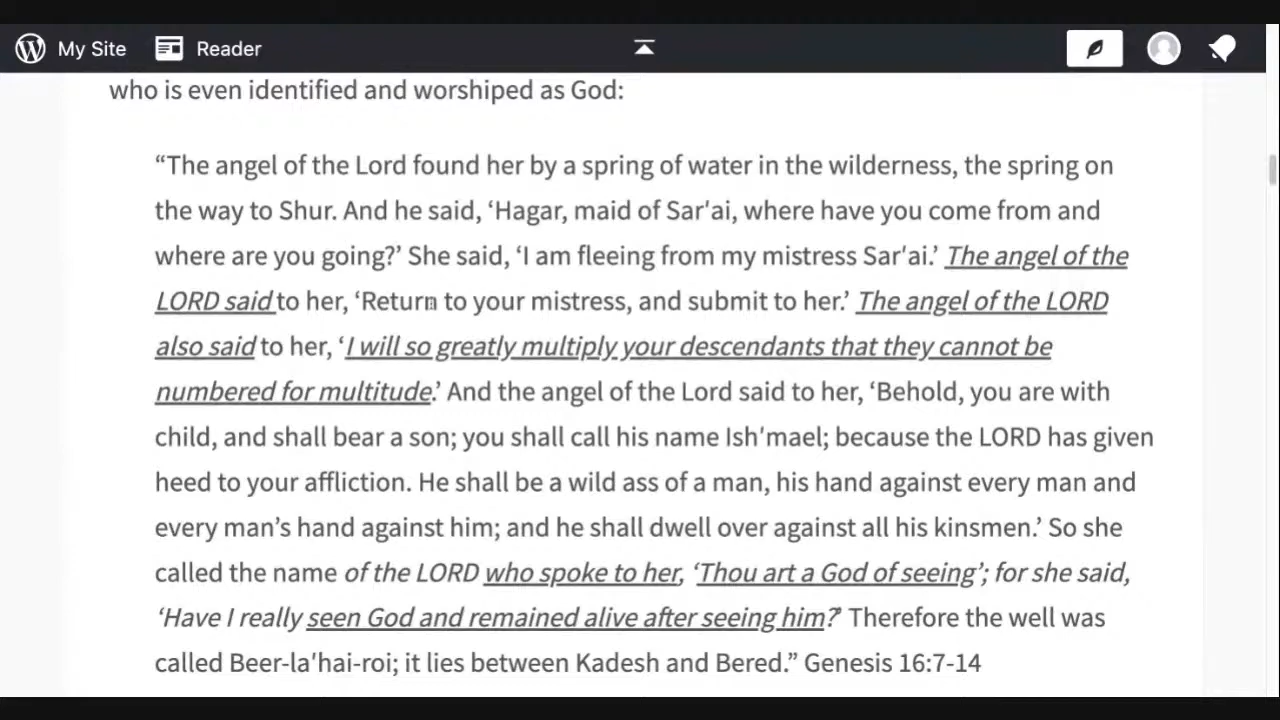 My Site Reader
who is even identified and worshiped as God:
“The angel of the Lord found her by a spring of water in the wilderness, the spring on
the way to Shur. And he said, ‘Hagar, maid of Sar′ai, where have you come from and
where are you going?’ She said, ‘I am fleeing from my mistress Sar′ai.’ The angel of the
LORD said to her, ‘Return to your mistress, and submit to her.’ The angel of the LORD
also said to her, ‘I will so greatly multiply your descendants that they cannot be
numbered for multitude.’ And the angel of the Lord said to her, ‘Behold, you are with
child, and shall bear a son; you shall call his name Ish′mael; because the LORD has given
heed to your affliction. He shall be a wild ass of a man, his hand against every man and
every man’s hand against him; and he shall dwell over against all his kinsmen.’ So she
called the name of the LORD who spoke to her, ‘Thou art a God of seeing’; for she said,
‘Have I really seen God and remained alive after seeing him?’ Therefore the well was
called Beer-la′hai-roi; it lies between Kadesh and Bered.” Genesis 16:7-14